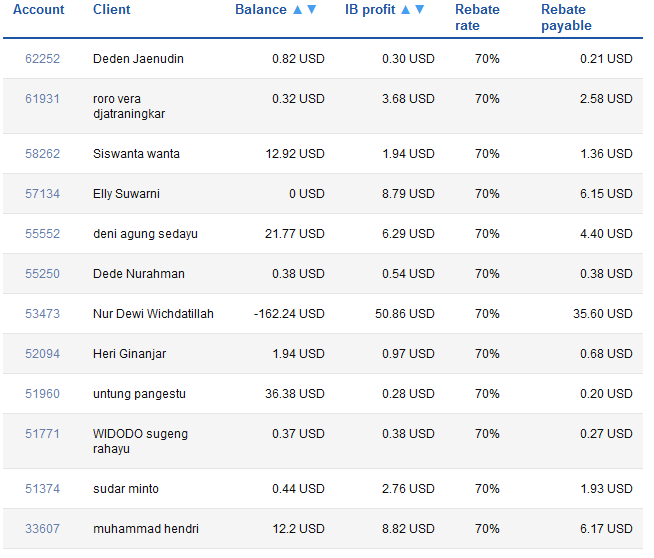 Account Client Balance ▲▼ IB profit ▲▼ Rebate rate Rebate payable
62252 Deden Jaenudin 0.82 USD 0.30 USD 70% 0.21 USD
61931 roro vera djatraningkar 0.32 USD 3.68 USD 70% 2.58 USD
58262 Siswanta wanta 12.92 USD 1.94 USD 70% 1.36 USD
57134 Elly Suwarni 0 USD 8.79 USD 70% 6.15 USD
55552 deni agung sedayu 21.77 USD 6.29 USD 70% 4.40 USD
55250 Dede Nurahman 0.38 USD 0.54 USD 70% 0.38 USD
53473 Nur Dewi Wichdatillah -162.24 USD 50.86 USD 70% 35.60 USD
52094 Heri Ginanjar 1.94 USD 0.97 USD 70% 0.68 USD
51960 untung pangestu 36.38 USD 0.28 USD 70% 0.20 USD
51771 WIDODO sugeng rahayu 0.37 USD 0.38 USD 70% 0.27 USD
51374 sudar minto 0.44 USD 2.76 USD 70% 1.93 USD
33607 muhammad hendri 12.2 USD 8.82 USD 70% 6.17 USD